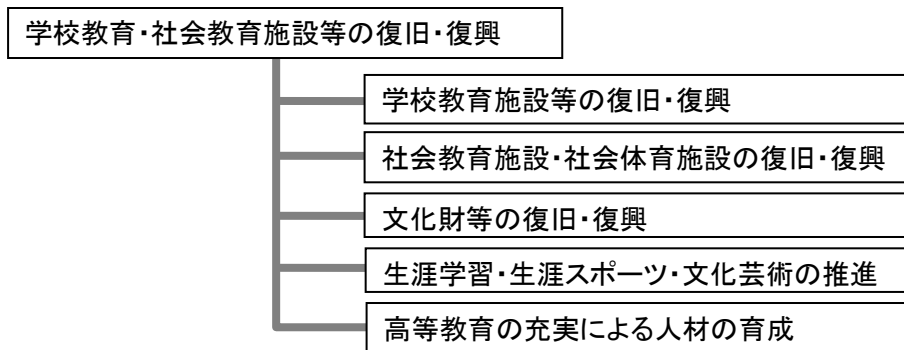 学校教育・社会教育施設等の復旧・復興
学校教育施設等の復旧・復興
社会教育施設・社会体育施設の復旧・復興
文化財等の復旧・復興
生涯学習・生涯スポーツ・文化芸術の推進
高等教育の充実による人材の育成